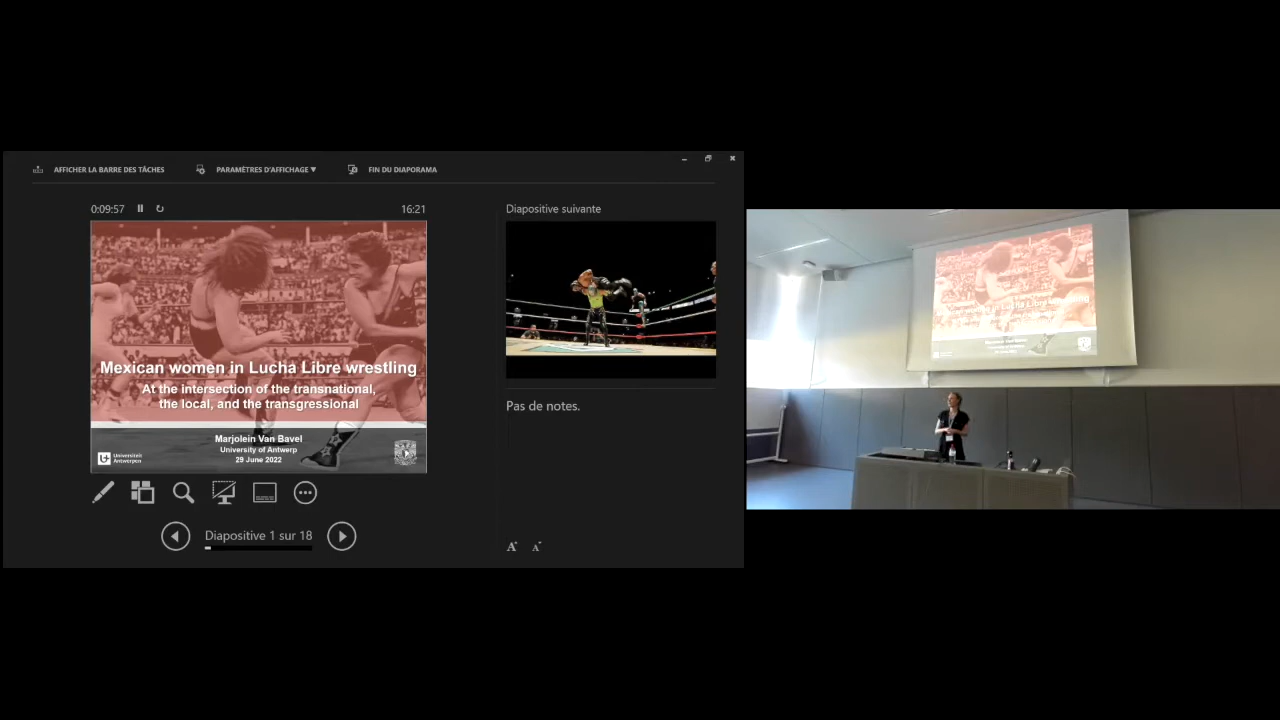 AFFICHER LA BARRE DES TÂCHES
PARAMÈTRES D'AFFICHAGE ▼
FIN DU DIAPORAMA
0:09:57
16:21
Diapositive suivante
Mexican women in Lucha Libre wrestling
At the intersection of the transnational,
the local, and the transgressional
Marjolein Van Bavel
University of Antwerp
29 June 2022
Universiteit
Antwerpen
Pas de notes.
Diapositive 1 sur 18
A
A